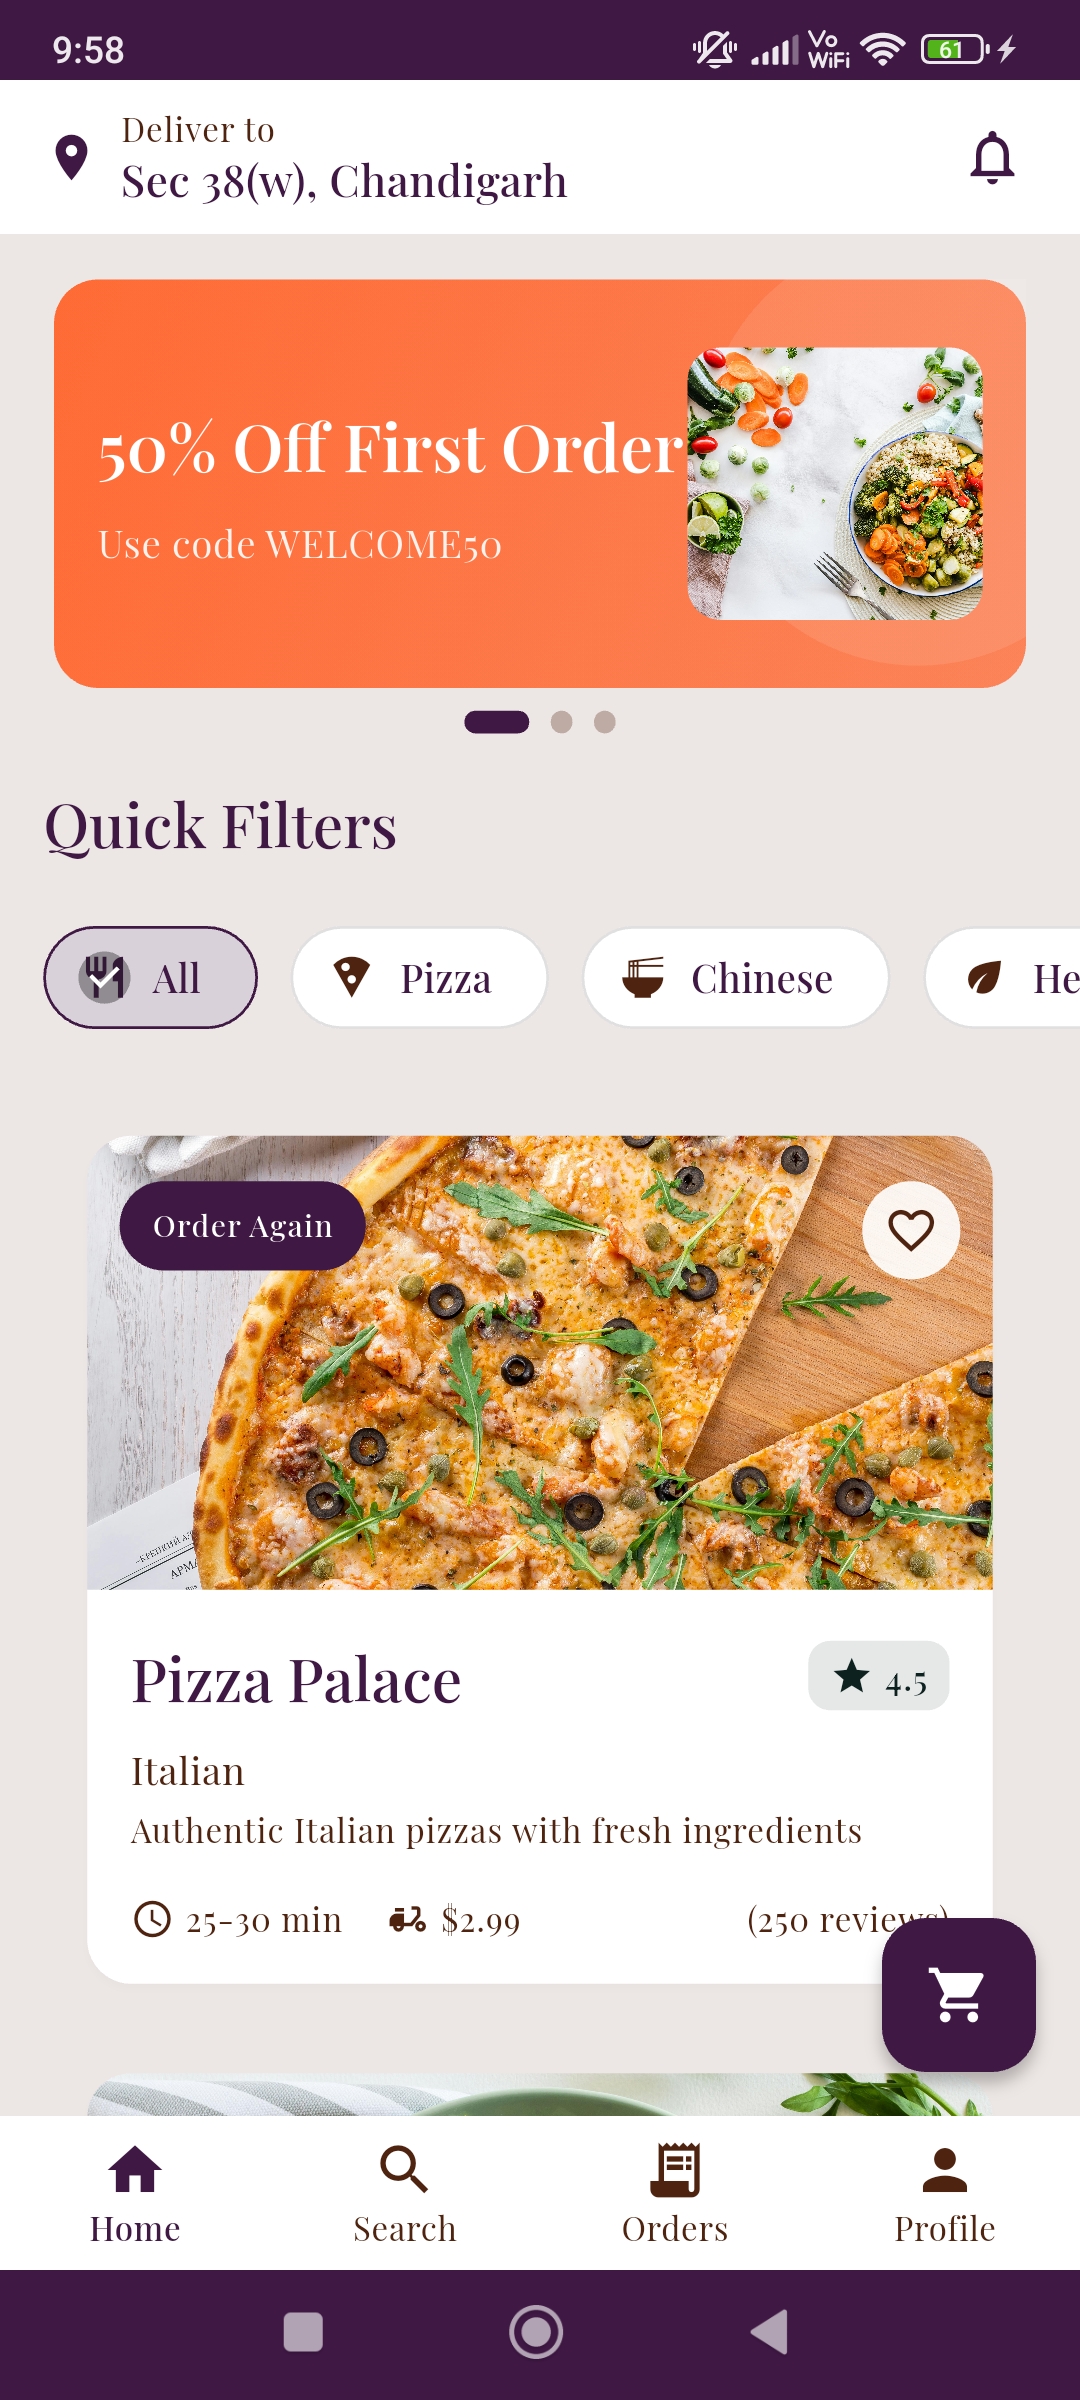 9:58
Vo
WiFi
61
Deliver to
Sec 38(w), Chandigarh
50% Off First Order
Use code WELCOME50
Quick Filters
All
Pizza
Chinese
He
Order Again
Pizza Palace
4.5
Italian
Authentic Italian pizzas with fresh ingredients
25-30 min
$2.99
(250 reviews)
Home
Search
Orders
Profile